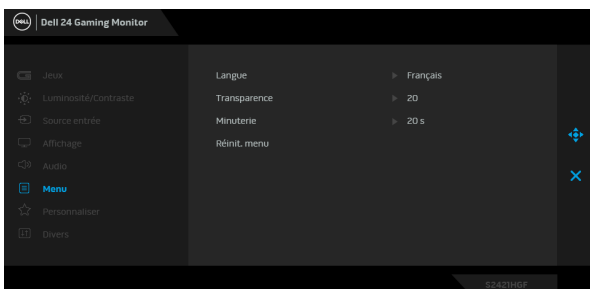 DELL Dell 24 Gaming Monitor
Jeux
Luminosité/Contraste
Source entrée
Affichage
Audio
Menu
Personnaliser
Divers
Langue Français
Transparence 20
Minuterie 20 s
Réinit. menu
S2421HGF